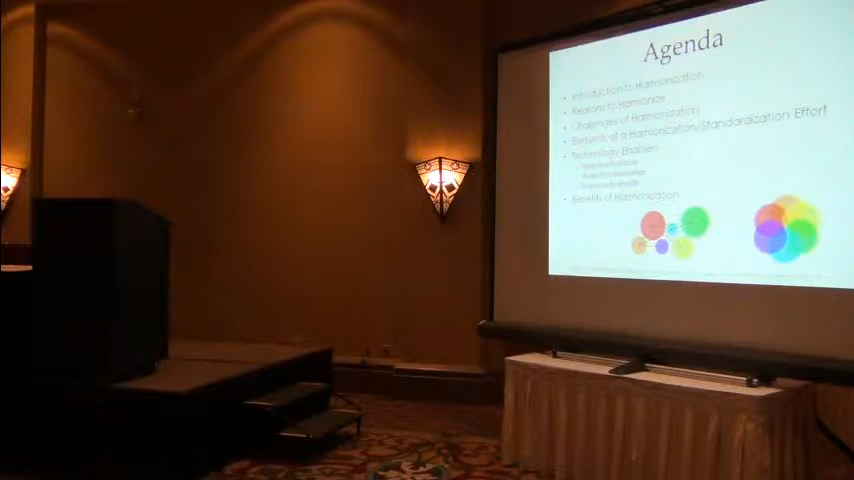 Agenda
Introduction to Harmonization
Reasons to Harmonize
Challenges of Harmonization
Elements of a Harmonization/Standardization Effort
Technology Enablers
Benefits of Harmonization